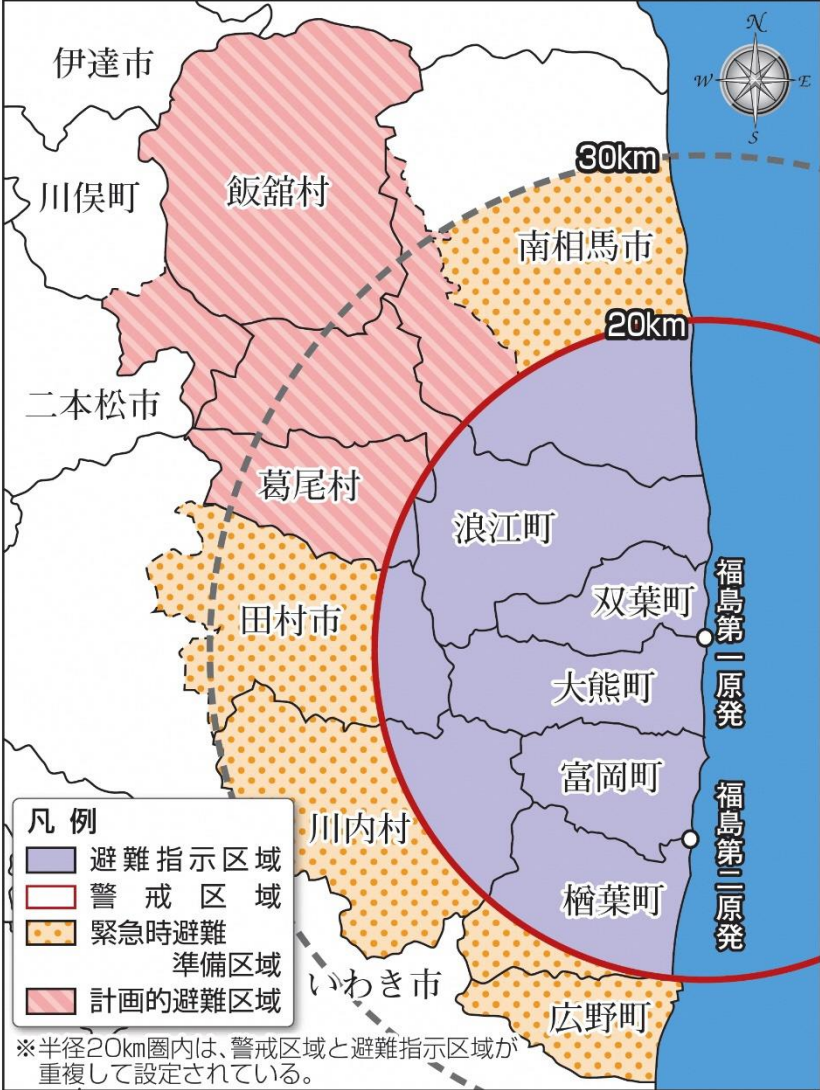 伊達市
N
W
E
S
川俣町
飯舘村
30km
南相馬市
20km
二本松市
葛尾村
浪江町
双葉町
福島第一原発
田村市
大熊町
富岡町
川内村
福島第二原発
楢葉町
いわき市
広野町
凡例
避難指示区域
警戒区域
緊急時避難
準備区域
計画的避難区域
※半径20km圏内は、警戒区域と避難指示区域が
重複して設定されている。